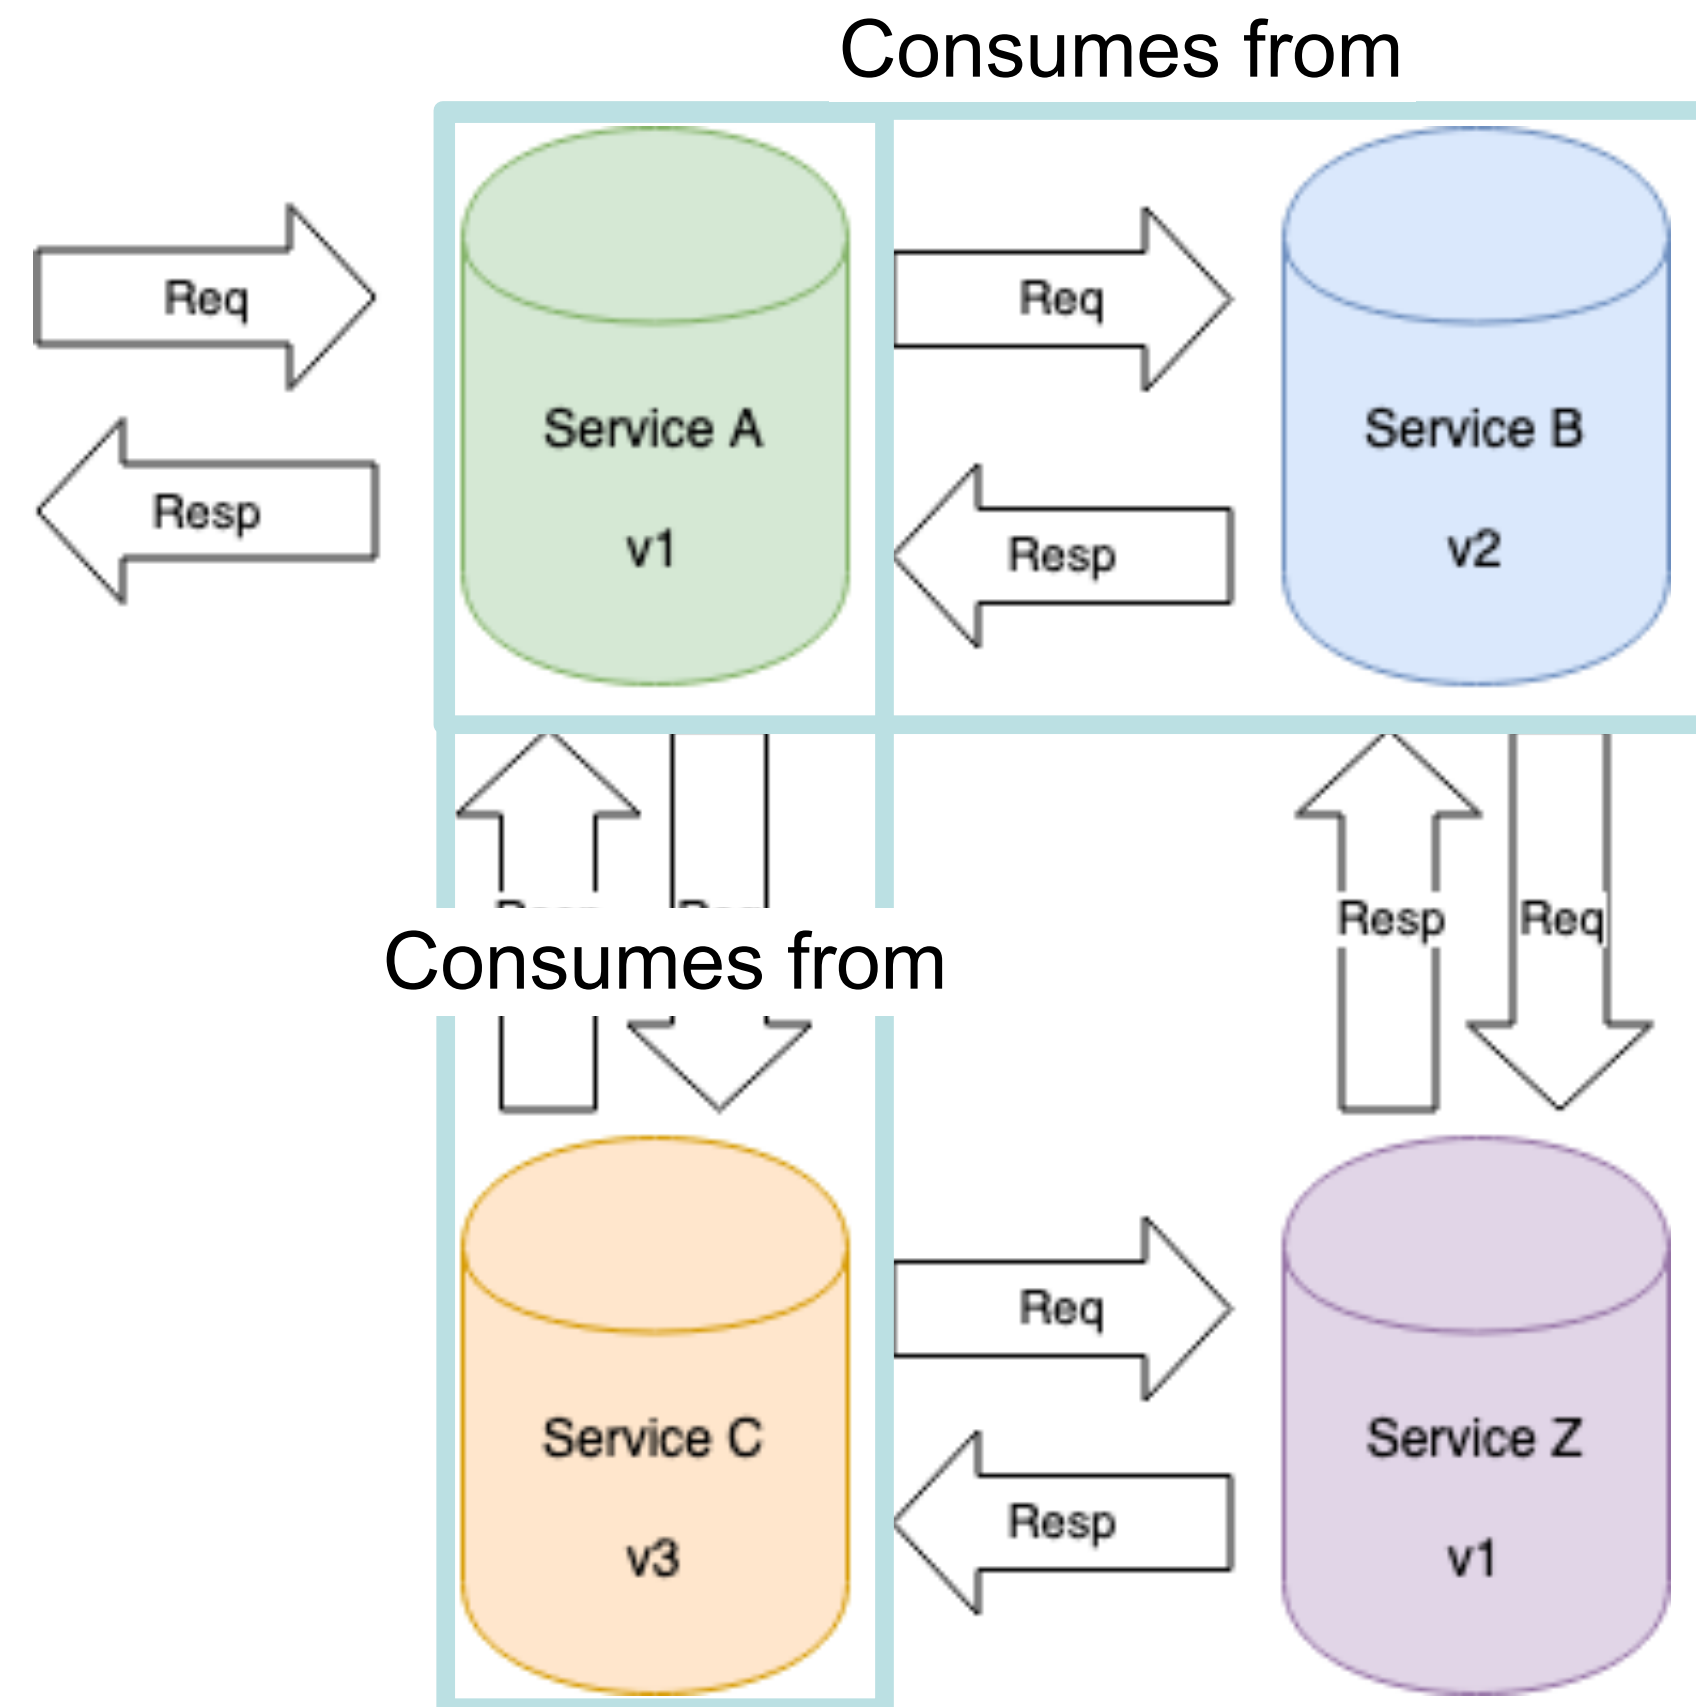 Consumes from
Req
Req
Service A
Service B
Resp
Resp
v1
v2
Resp
Req
Consumes from
Req
Service C
Service Z
Resp
v3
v1